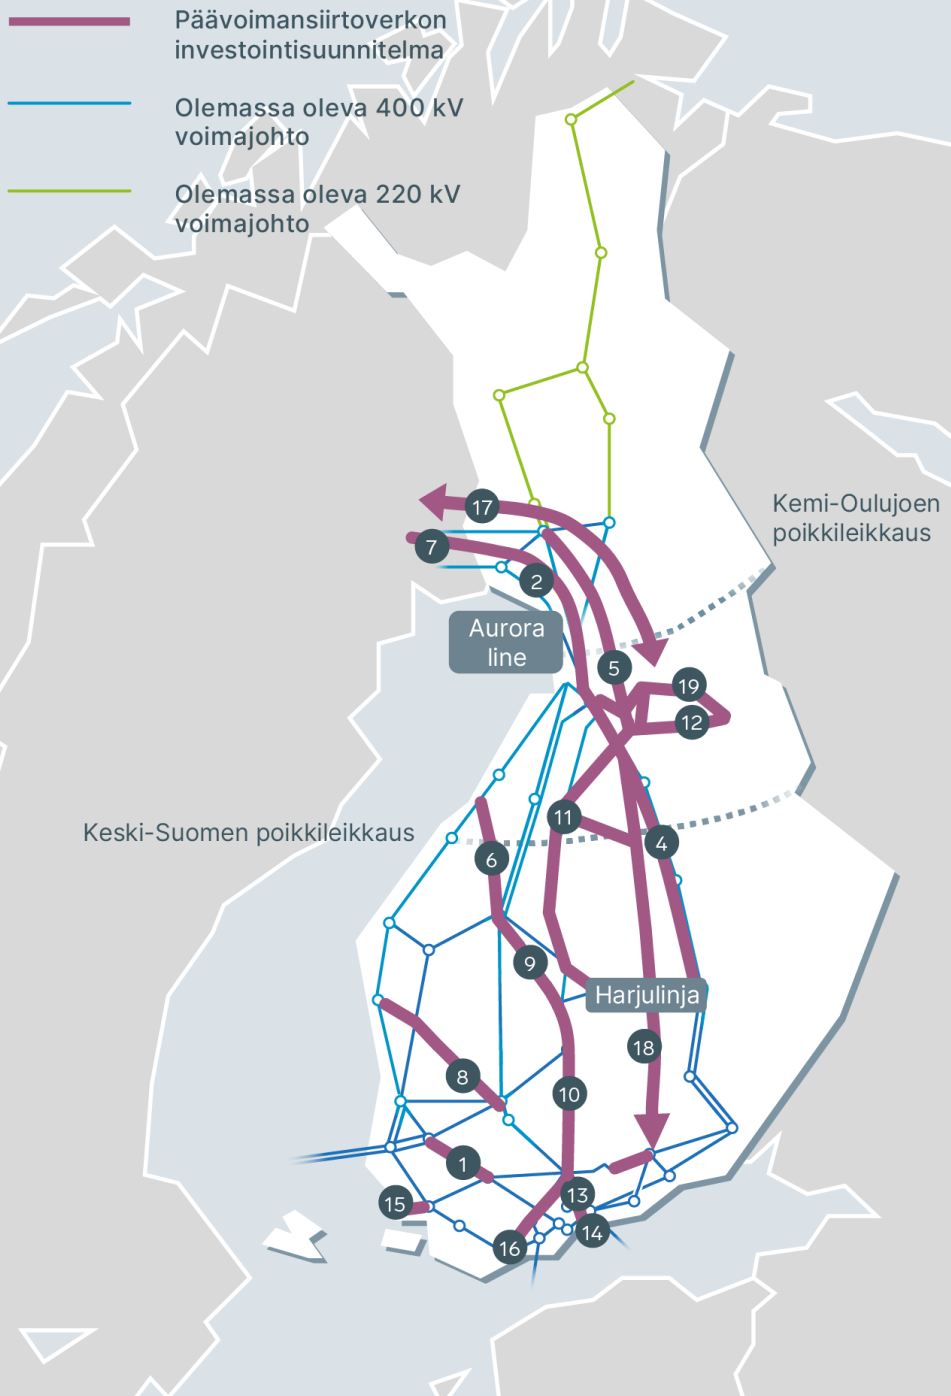 Päävoimansiirtoverkon
investointisuunnitelma
Olemassa oleva 400 kV
voimajohto
Olemassa oleva 220 kV
voimajohto
17
Kemi-Oulujoen
poikkileikkaus
7
2
Aurora
line
5
19
12
11
Keski-Suomen poikkileikkaus
4
6
9
Harjulinja
18
8
10
1
13
15
14
16